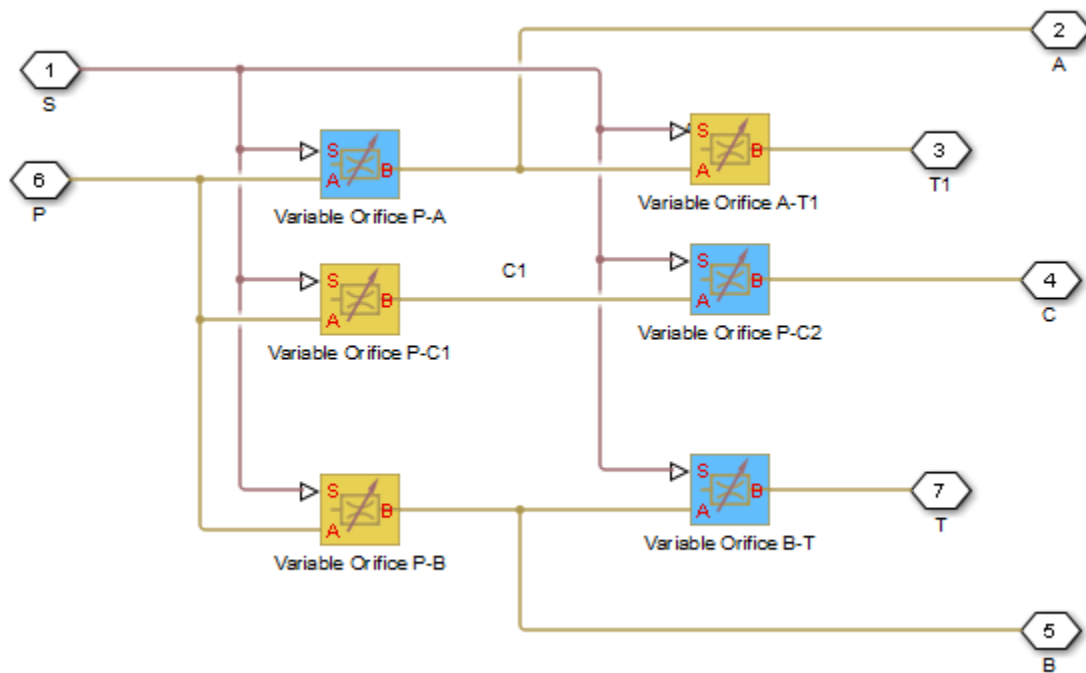 2
A
1
S
S
A
B
Variable Orifice P-A
S
A
B
Variable Orifice A-T1
3
T1
6
P
S
A
B
Variable Orifice P-C1
C1
S
A
B
Variable Orifice P-C2
4
C
S
A
B
Variable Orifice P-B
S
A
B
Variable Orifice B-T
7
T
5
B